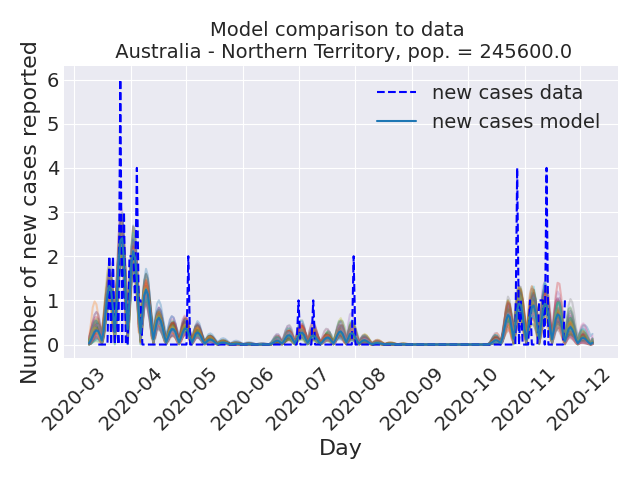 Model comparison to data
Australia - Northern Territory, pop. = 245600.0
Number of new cases reported
6
5
4
3
2
1
0
new cases data
new cases model
2020-03
2020-04
2020-05
2020-06
2020-07
2020-08
2020-09
2020-10
2020-11
2020-12
Day